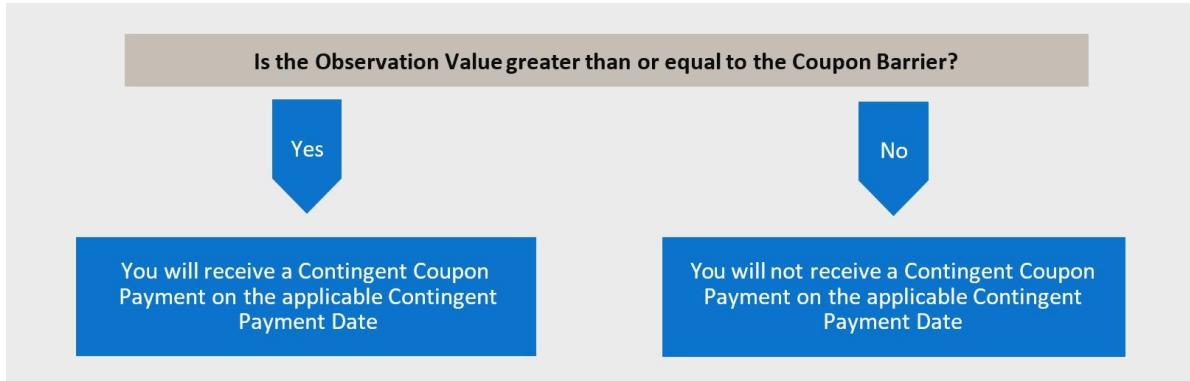 Is the Observation Value greater than or equal to the Coupon Barrier?
Yes
No
You will receive a Contingent Coupon
Payment on the applicable Contingent
Payment Date
You will not receive a Contingent Coupon
Payment on the applicable Contingent
Payment Date